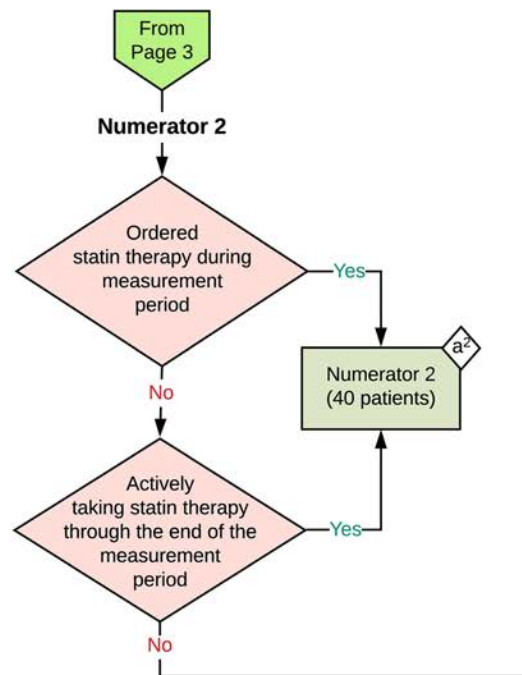 From
Page 3
Numerator 2
Ordered
statin therapy during
measurement
period
Yes
a²
Numerator 2
(40 patients)
No
Actively
taking statin therapy
through the end of the
measurement
period
Yes
No